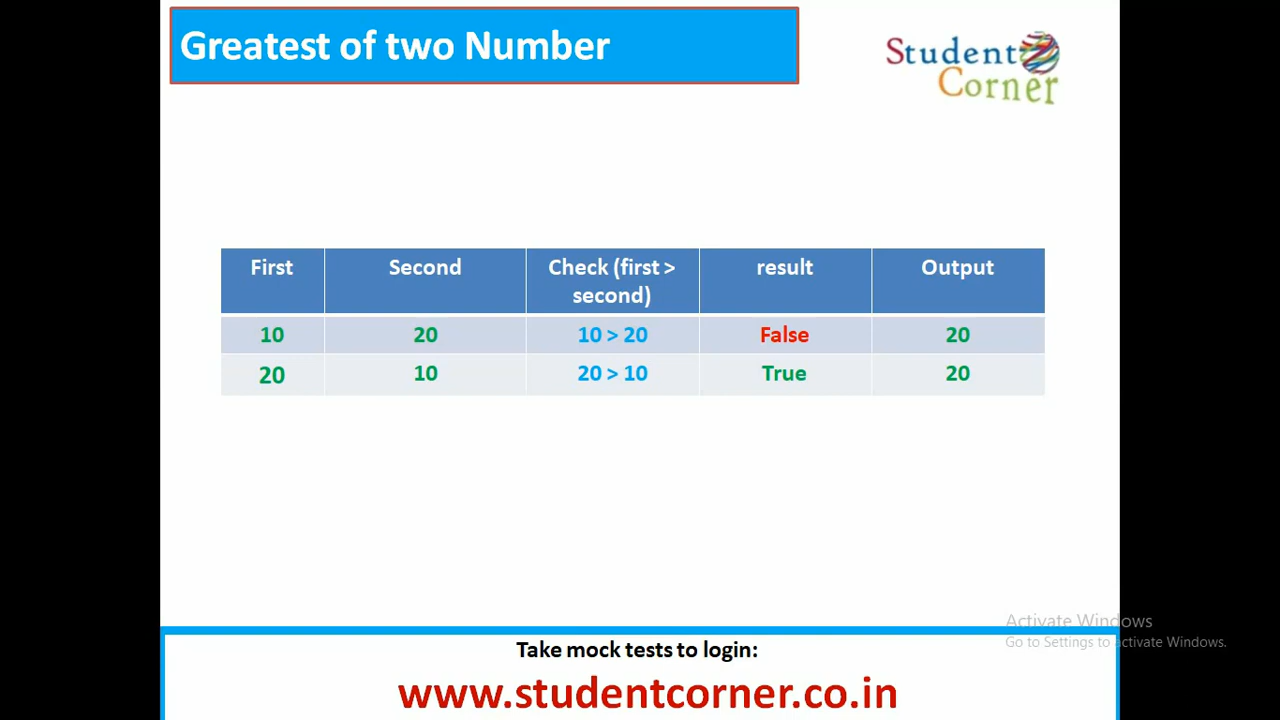 Greatest of two Number
Student
Corner
First Second Check (first > second) result Output
10 20 10 > 20 False 20
20 10 20 > 10 True 20
Activate Windows
Go to Settings to activate Windows.
Take mock tests to login:
www.studentcorner.co.in